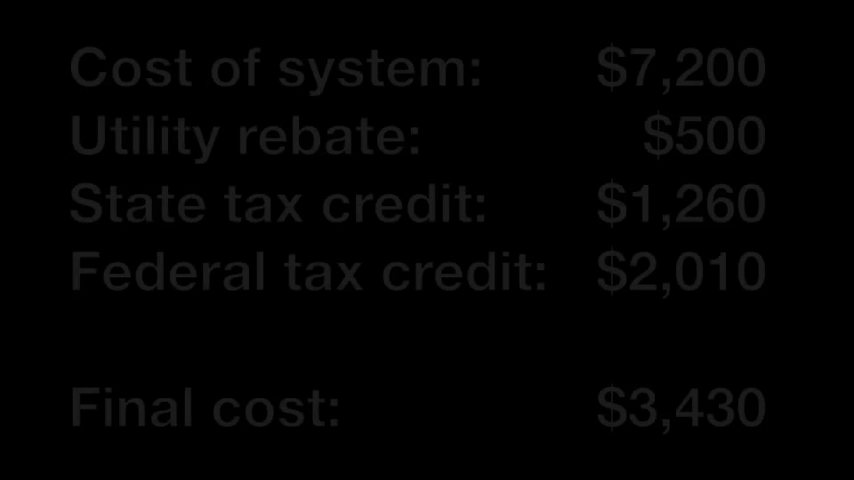 Cost of system: $7,200
Utility rebate: $500
State tax credit: $1,260
Federal tax credit: $2,010
Final cost: $3,430